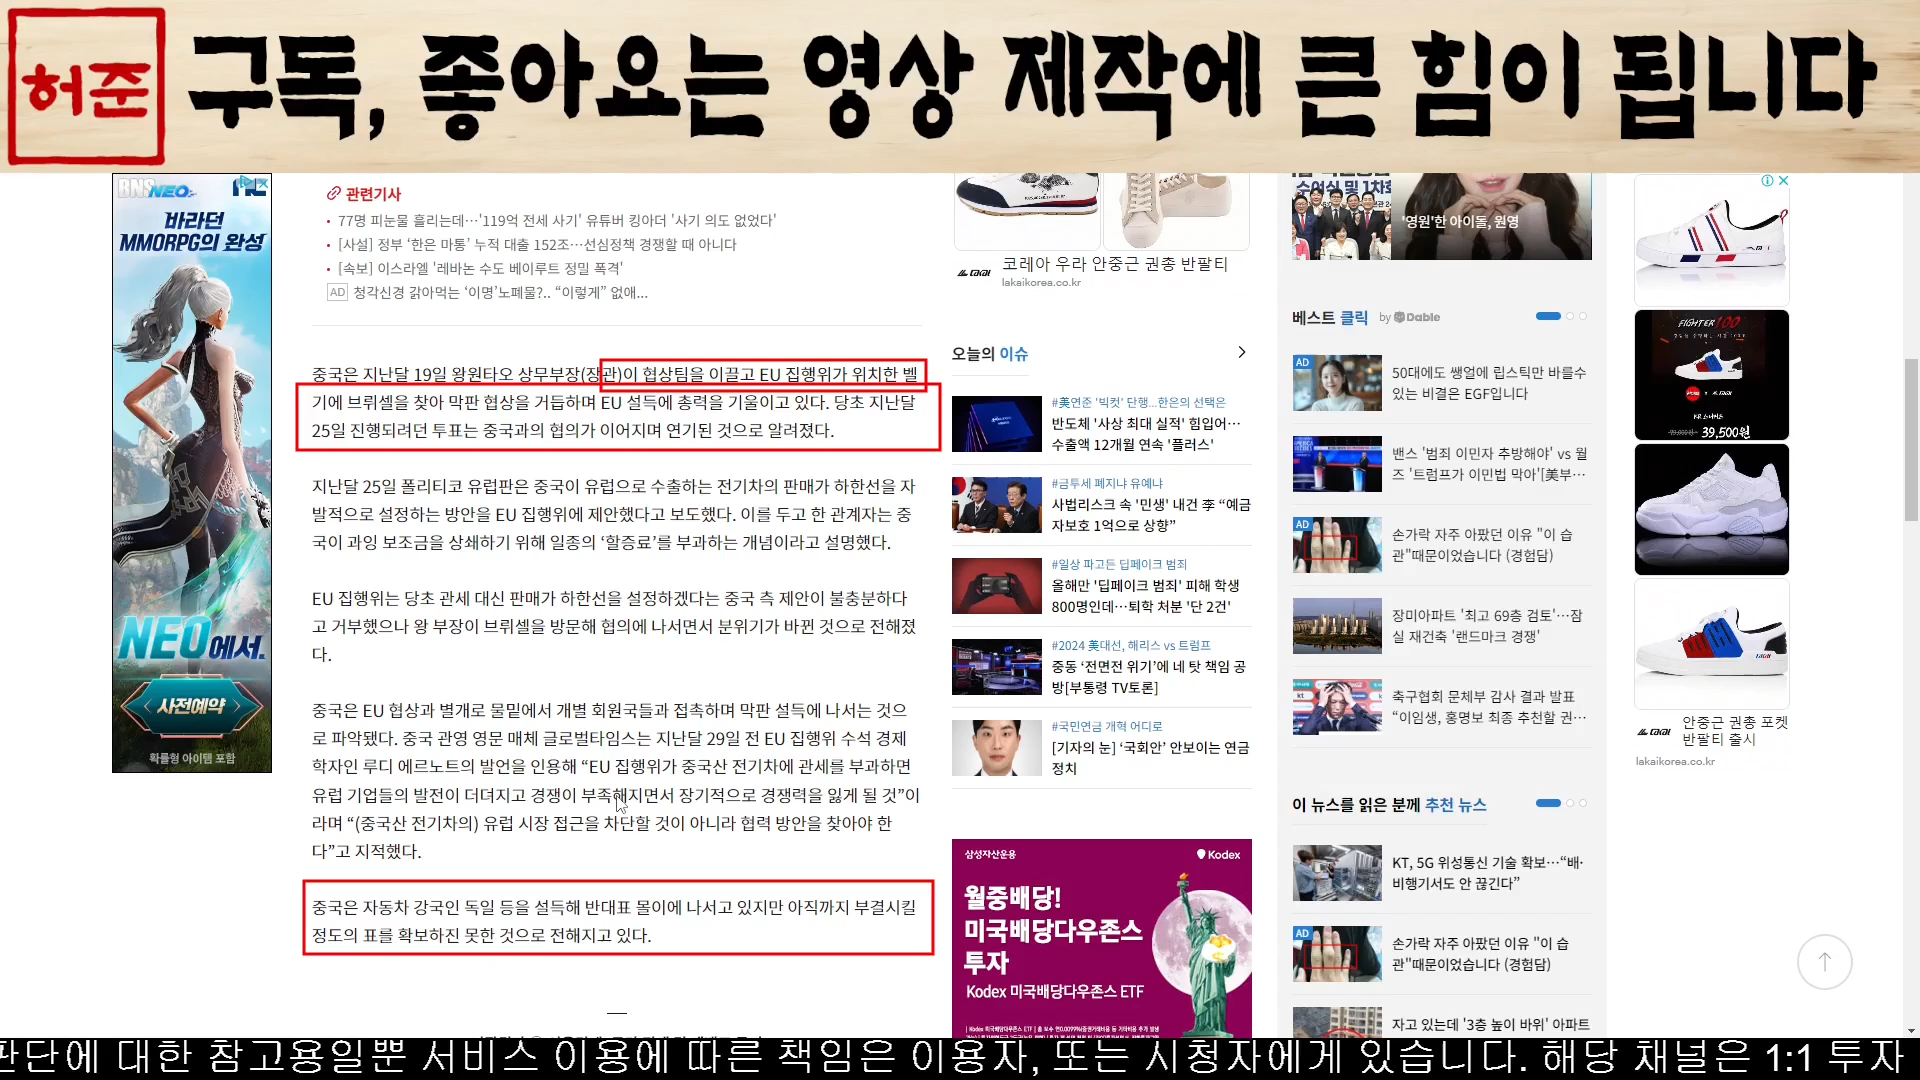 허준
구독, 좋아요는 영상 제작에 큰 힘이 됩니다
BNS NEO
바라던
MMORPG의 완성
NEO에서.
사전예약
확률형 아이템 포함
관련기사
77명 피눈물 흘리는데…'119억 전세 사기' 유튜버 킹아더 '사기 의도 없었다'
[사설] 정부 ‘한은 마통’ 누적 대출 152조…선심정책 경쟁할 때 아니다
[속보] 이스라엘 '레바논 수도 베이루트 정밀 폭격'
AD 청각신경 갉아먹는 ‘이명’노폐물?.. “이렇게” 없애...
중국은 지난달 19일 왕원타오 상무부장(장관)이 협상팀을 이끌고 EU 집행위가 위치한 벨
기에 브뤼셀을 찾아 막판 협상을 거듭하며 EU 설득에 총력을 기울이고 있다. 당초 지난달
25일 진행되려던 투표는 중국과의 협의가 이어지며 연기된 것으로 알려졌다.
지난달 25일 폴리티코 유럽판은 중국이 유럽으로 수출하는 전기차의 판매가 하한선을 자
발적으로 설정하는 방안을 EU 집행위에 제안했다고 보도했다. 이를 두고 한 관계자는 중
국이 과잉 보조금을 상쇄하기 위해 일종의 ‘할증료’를 부과하는 개념이라고 설명했다.
EU 집행위는 당초 관세 대신 판매가 하한선을 설정하겠다는 중국 측 제안이 불충분하다
고 거부했으나 왕 부장이 브뤼셀을 방문해 협의에 나서면서 분위기가 바뀐 것으로 전해졌
다.
중국은 EU 협상과 별개로 물밑에서 개별 회원국들과 접촉하며 막판 설득에 나서는 것으
로 파악됐다. 중국 관영 영문 매체 글로벌타임스는 지난달 29일 전 EU 집행위 수석 경제
학자인 루디 에르노트의 발언을 인용해 “EU 집행위가 중국산 전기차에 관세를 부과하면
유럽 기업들의 발전이 더뎌지고 경쟁이 부족해지면서 장기적으로 경쟁력을 잃게 될 것”이
라며 “(중국산 전기차의) 유럽 시장 접근을 차단할 것이 아니라 협력 방안을 찾아야 한
다”고 지적했다.
중국은 자동차 강국인 독일 등을 설득해 반대표 몰이에 나서고 있지만 아직까지 부결시킬
정도의 표를 확보하진 못한 것으로 전해지고 있다.
LAKAI 코레아 우라 안중근 권총 반팔티
lakaikorea.co.kr
오늘의 이슈
#美연준 '빅컷' 단행...한은의 선택은
반도체 '사상 최대 실적' 힘입어…
수출액 12개월 연속 '플러스'
#금투세 폐지냐 유예냐
사법리스크 속 '민생' 내건 李 “예금
자보호 1억으로 상향”
#일상 파고든 딥페이크 범죄
올해만 '딥페이크 범죄' 피해 학생
800명인데…퇴학 처분 '단 2건'
#2024 美대선, 해리스 vs 트럼프
중동 ‘전면전 위기’에 네 탓 책임 공
방[부통령 TV토론]
#국민연금 개혁 어디로
[기자의 눈] ‘국회안’ 안보이는 연금
정치
삼성자산운용 Kodex
월중배당!
미국배당다우존스
투자
Kodex 미국배당다우존스 ETF
수여식 및 1차회
'영원'한 아이돌, 원영
베스트 클릭 by Dable
AD
50대에도 쌩얼에 립스틱만 바를수
있는 비결은 EGF입니다
밴스 '범죄 이민자 추방해야' vs 월
즈 '트럼프가 이민법 막아'[美부…
AD
손가락 자주 아팠던 이유 "이 습
관"때문이었습니다 (경험담)
장미아파트 '최고 69층 검토'…잠
실 재건축 '랜드마크 경쟁'
축구협회 문체부 감사 결과 발표
“이임생, 홍명보 최종 추천할 권…
이 뉴스를 읽은 분께 추천 뉴스
KT, 5G 위성통신 기술 확보…“배·
비행기서도 안 끊긴다”
AD
손가락 자주 아팠던 이유 "이 습
관"때문이었습니다 (경험담)
자고 있는데 '3층 높이 바위' 아파트
FIGHTER 100
39,500원
LAKAI 안중근 권총 포켓
반팔티 출시
lakaikorea.co.kr
판단에 대한 참고용일뿐 서비스 이용에 따른 책임은 이용자, 또는 시청자에게 있습니다. 해당 채널은 1:1 투자